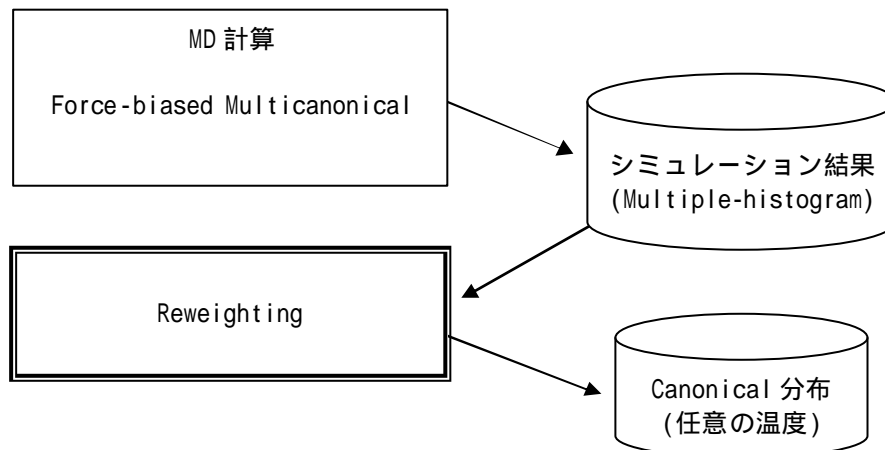 MD 計算
Force-biased Multicanonical
シミュレーション結果
(Multiple-histogram)
Reweighting
Canonical 分布
(任意の温度)